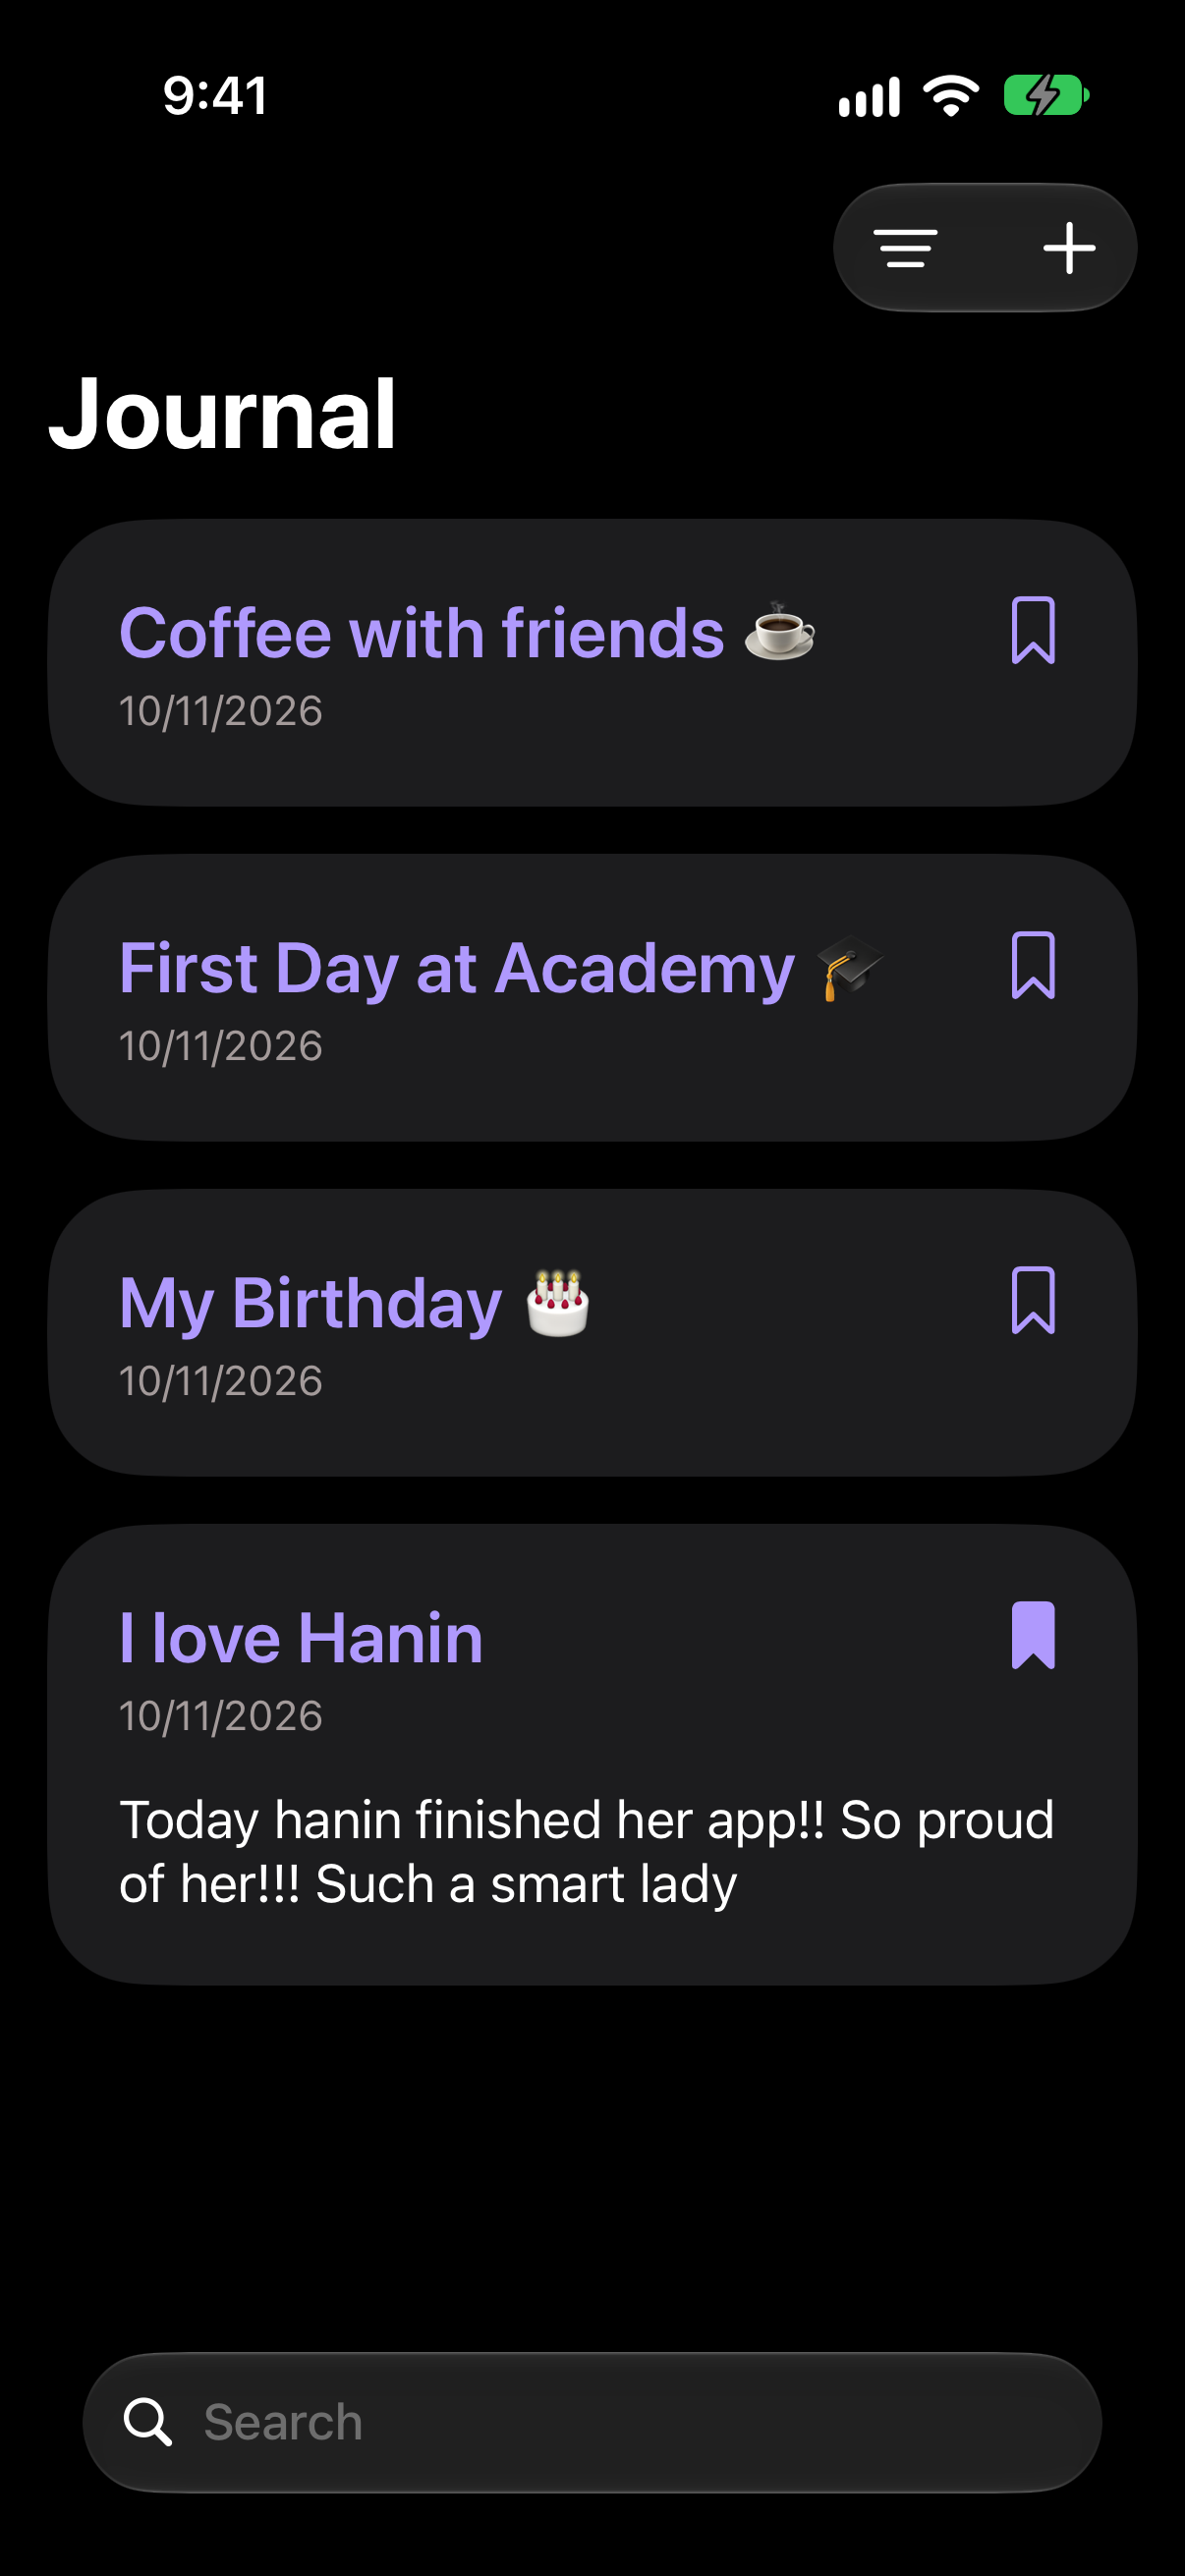 9:41
Journal
Coffee with friends ☕
10/11/2026
First Day at Academy 🎓
10/11/2026
My Birthday 🎂
10/11/2026
I love Hanin
10/11/2026
Today hanin finished her app!! So proud
of her!!! Such a smart lady
Search